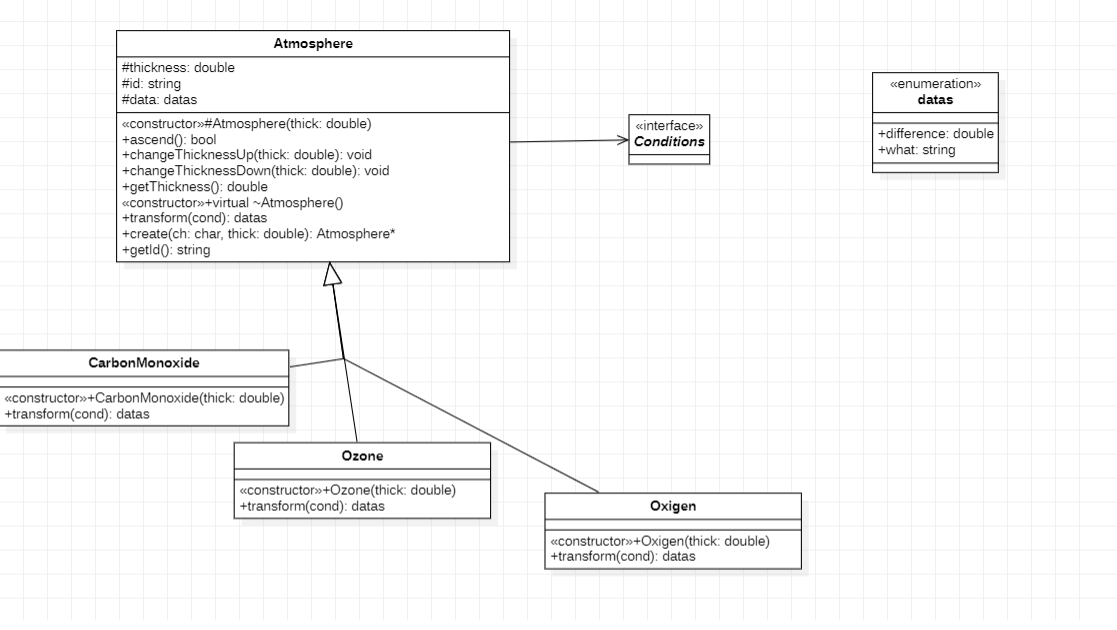 Atmosphere
#thickness: double
#id: string
#data: datas
«constructor»#Atmosphere(thick: double)
+ascend(): bool
+changeThicknessUp(thick: double): void
+changeThicknessDown(thick: double): void
+getThickness(): double
«constructor»+virtual ~Atmosphere()
+transform(cond): datas
+create(ch: char, thick: double): Atmosphere*
+getId(): string
«interface»
Conditions
«enumeration»
datas
+difference: double
+what: string
CarbonMonoxide
«constructor»+CarbonMonoxide(thick: double)
+transform(cond): datas
Ozone
«constructor»+Ozone(thick: double)
+transform(cond): datas
Oxigen
«constructor»+Oxigen(thick: double)
+transform(cond): datas